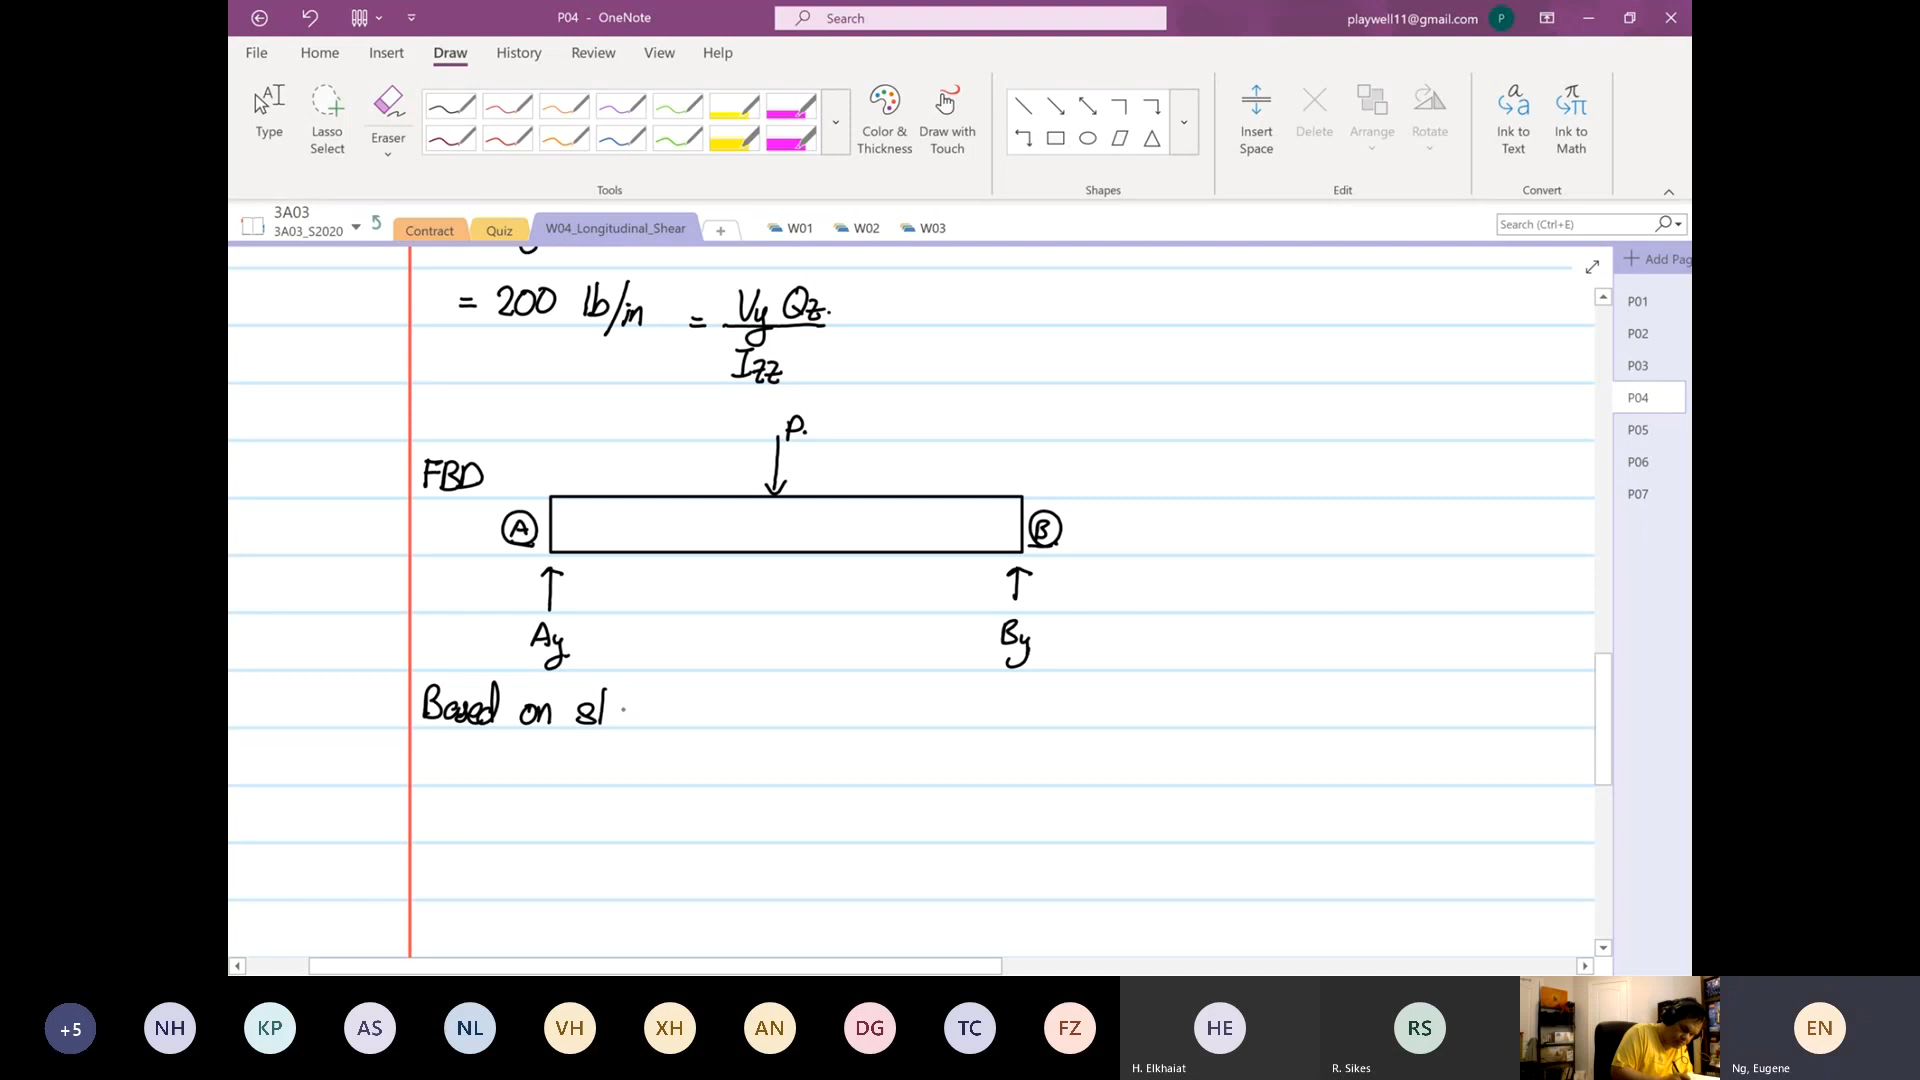 P04 - OneNote
Search
playwell11@gmail.com
P
File Home Insert Draw History Review View Help
Type
Lasso Select
Eraser
Color & Thickness
Draw with Touch
Insert Space
Delete
Arrange
Rotate
Ink to Text
Ink to Math
Tools
Shapes
Edit
Convert
3A03
3A03_S2020
Contract
Quiz
W04_Longitudinal_Shear
W01
W02
W03
Search (Ctrl+E)
Add Pag
P01
P02
P03
P04
P05
P06
P07
= 200 lb/in = Vy Qz.
Izz
P.
FBD
A
B
Ay
By
Based on sl
+5
NH
KP
AS
NL
VH
XH
AN
DG
TC
FZ
HE
H. Elkhaiat
RS
R. Sikes
EN
Ng, Eugene